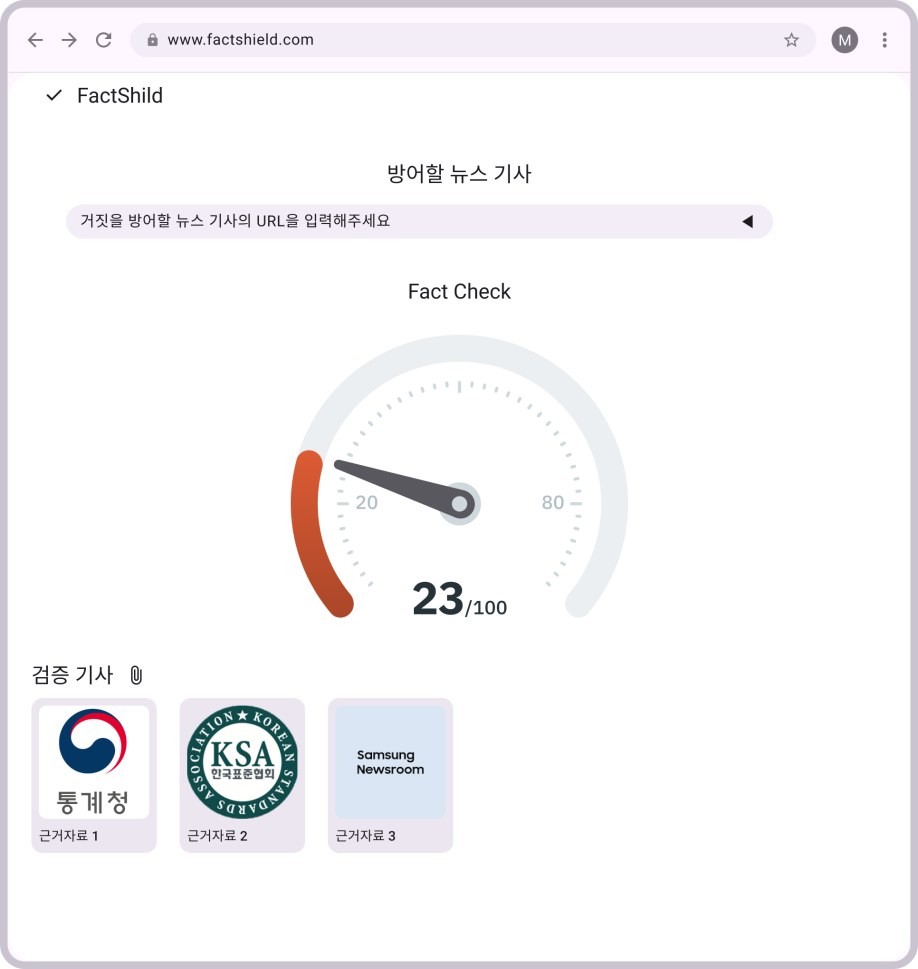 www.factshield.com
M
FactShild
방어할 뉴스 기사
거짓을 방어할 뉴스 기사의 URL을 입력해주세요
Fact Check
20
80
23/100
검증 기사
통계청
근거자료 1
KOREAN STANDARDS ASSOCIATION
KSA
한국표준협회
근거자료 2
Samsung
Newsroom
근거자료 3